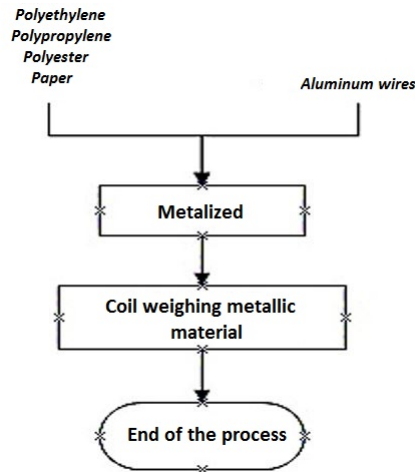 Polyethylene
Polypropylene
Polyester
Paper
Aluminum wires
Metalized
Coil weighing metallic
material
End of the process